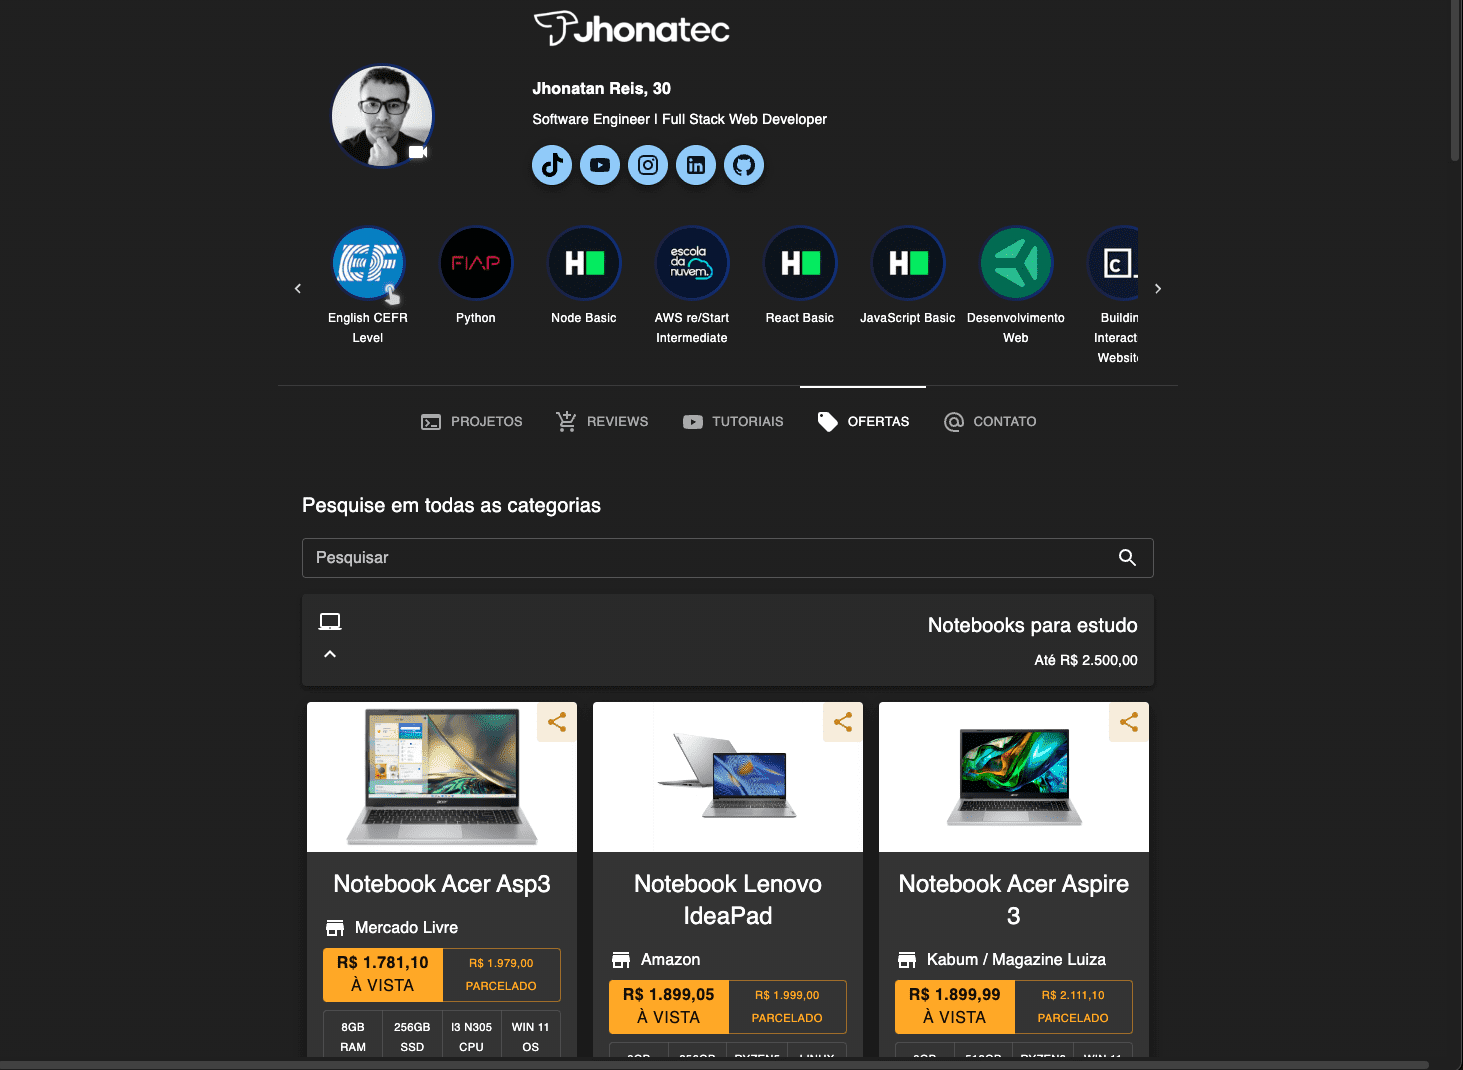 Jhonatec
Jhonatan Reis, 30
Software Engineer | Full Stack Web Developer
EF
FIAP
H
escola
da
nuvem.
H
H
C
English CEFR
Level
Python
Node Basic
AWS re/Start
Intermediate
React Basic
JavaScript Basic
Desenvolvimento
Web
Buildin
Interact
Website
PROJETOS
REVIEWS
TUTORIAIS
OFERTAS
CONTATO
Pesquise em todas as categorias
Pesquisar
Notebooks para estudo
Até R$ 2.500,00
Notebook Acer Asp3
Mercado Livre
R$ 1.781,10
À VISTA
R$ 1.979,00
PARCELADO
8GB
RAM
256GB
SSD
I3 N305
CPU
WIN 11
OS
Notebook Lenovo
IdeaPad
Amazon
R$ 1.899,05
À VISTA
R$ 1.999,00
PARCELADO
Notebook Acer Aspire
3
Kabum / Magazine Luiza
R$ 1.899,99
À VISTA
R$ 2.111,10
PARCELADO